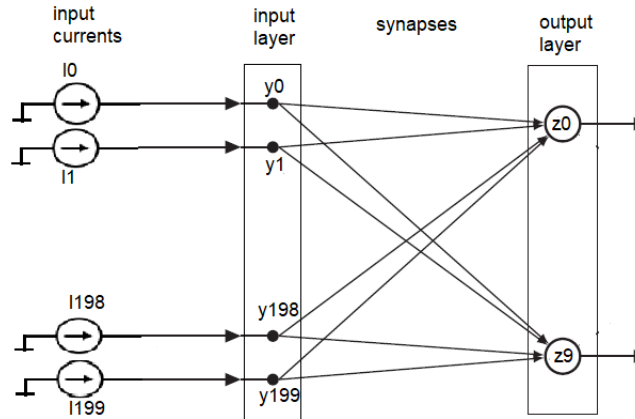 input currents
input layer
synapses
output layer
I0
y0
z0
I1
y1
I198
y198
z9
I199
y199